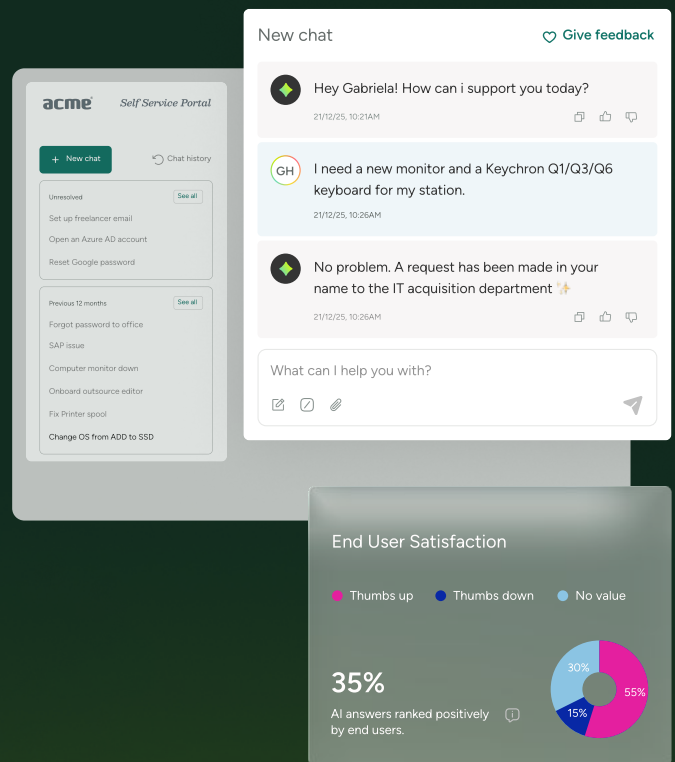 New chat
Give feedback
Hey Gabriela! How can i support you today?
21/12/25, 10:21AM
GH
I need a new monitor and a Keychron Q1/Q3/Q6
keyboard for my station.
21/12/25, 10:26AM
No problem. A request has been made in your
name to the IT acquisition department ✨
21/12/25, 10:26AM
What can I help you with?
acme
Self Service Portal
+ New chat
Chat history
Unresolved
See all
Set up freelancer email
Open an Azure AD account
Reset Google password
Previous 12 months
See all
Forgot password to office
SAP issue
Computer monitor down
Onboard outsource editor
Fix Printer spool
Change OS from ADD to SSD
End User Satisfaction
Thumbs up
Thumbs down
No value
35%
AI answers ranked positively
by end users.
30%
55%
15%